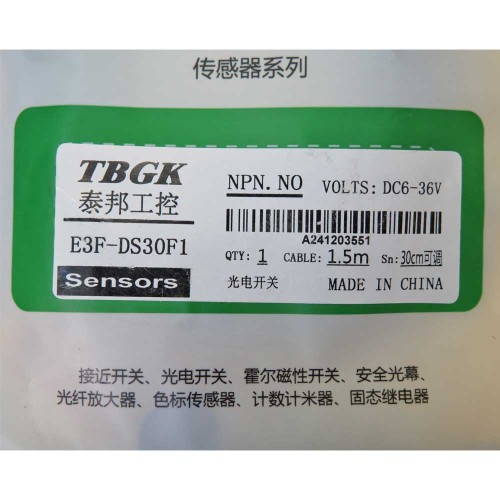 传感器系列
TBGK
泰邦工控
E3F-DS30F1
Sensors
NPN.NO VOLTS: DC6-36V
A241203551
QTY: 1 CABLE: 1.5m Sn: 30cm可调
光电开关 MADE IN CHINA
接近开关、光电开关、霍尔磁性开关、安全光幕、
光纤放大器、色标传感器、计数计米器、固态继电器